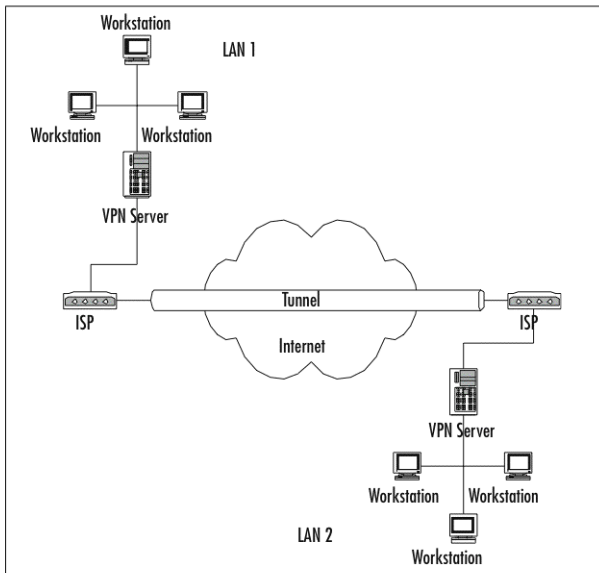 Workstation
LAN 1
Workstation
Workstation
VPN Server
Tunnel
ISP
ISP
Internet
VPN Server
Workstation
Workstation
LAN 2
Workstation